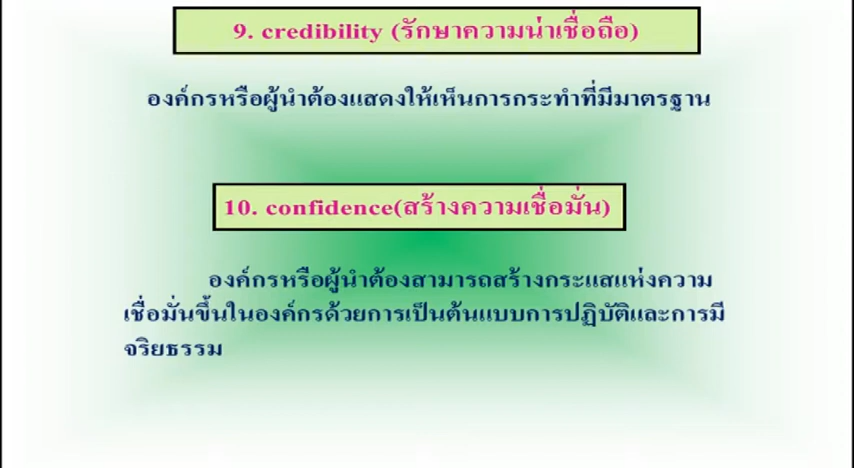 9. credibility (รักษาความน่าเชื่อถือ)
องค์กรหรือผู้นำต้องแสดงให้เห็นการกระทำที่มีมาตรฐาน
10. confidence(สร้างความเชื่อมั่น)
องค์กรหรือผู้นำต้องสามารถสร้างกระแสแห่งความ
เชื่อมั่นขึ้นในองค์กรด้วยการเป็นต้นแบบการปฏิบัติและการมี
จริยธรรม